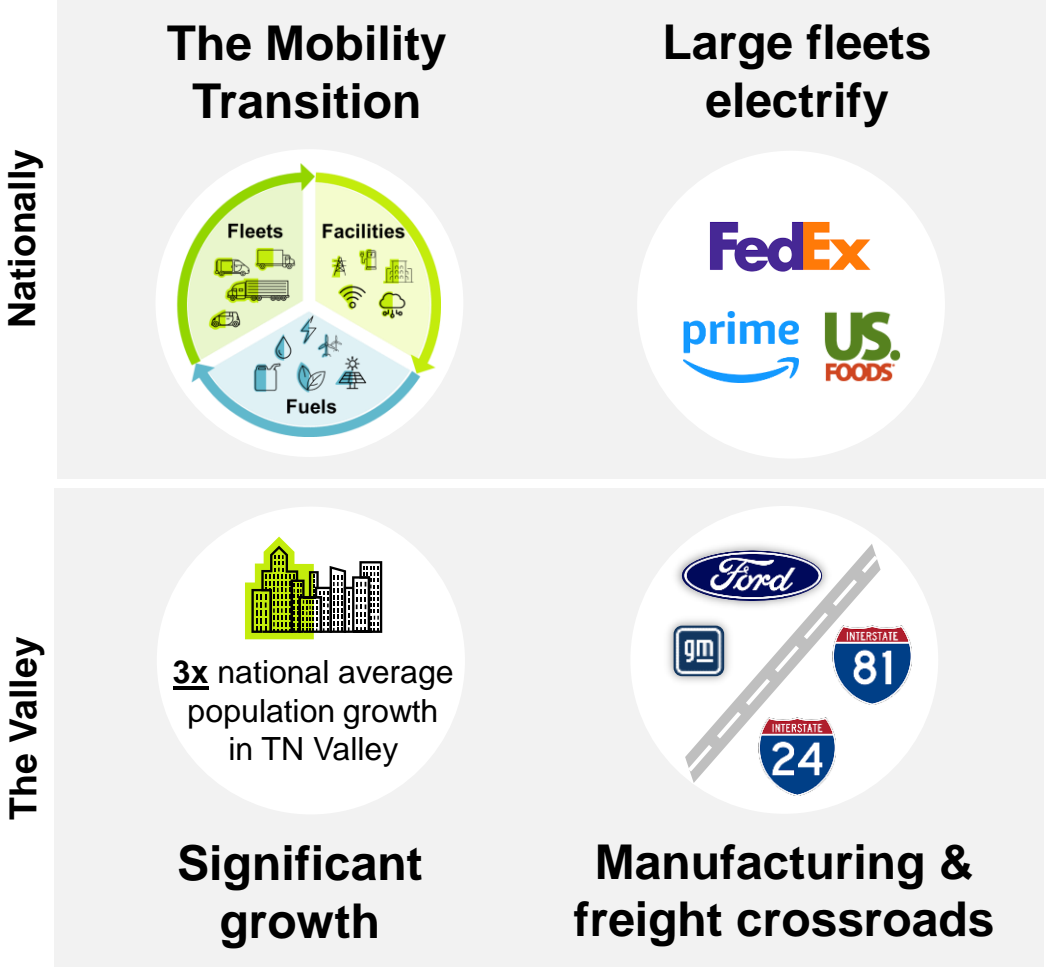 Nationally
The Mobility
Transition
Fleets
Facilities
Fuels
Large fleets
electrify
FedEx
prime
US.
FOODS
The Valley
3x national average
population growth
in TN Valley
Significant
growth
Ford
gm
INTERSTATE
81
INTERSTATE
24
Manufacturing &
freight crossroads